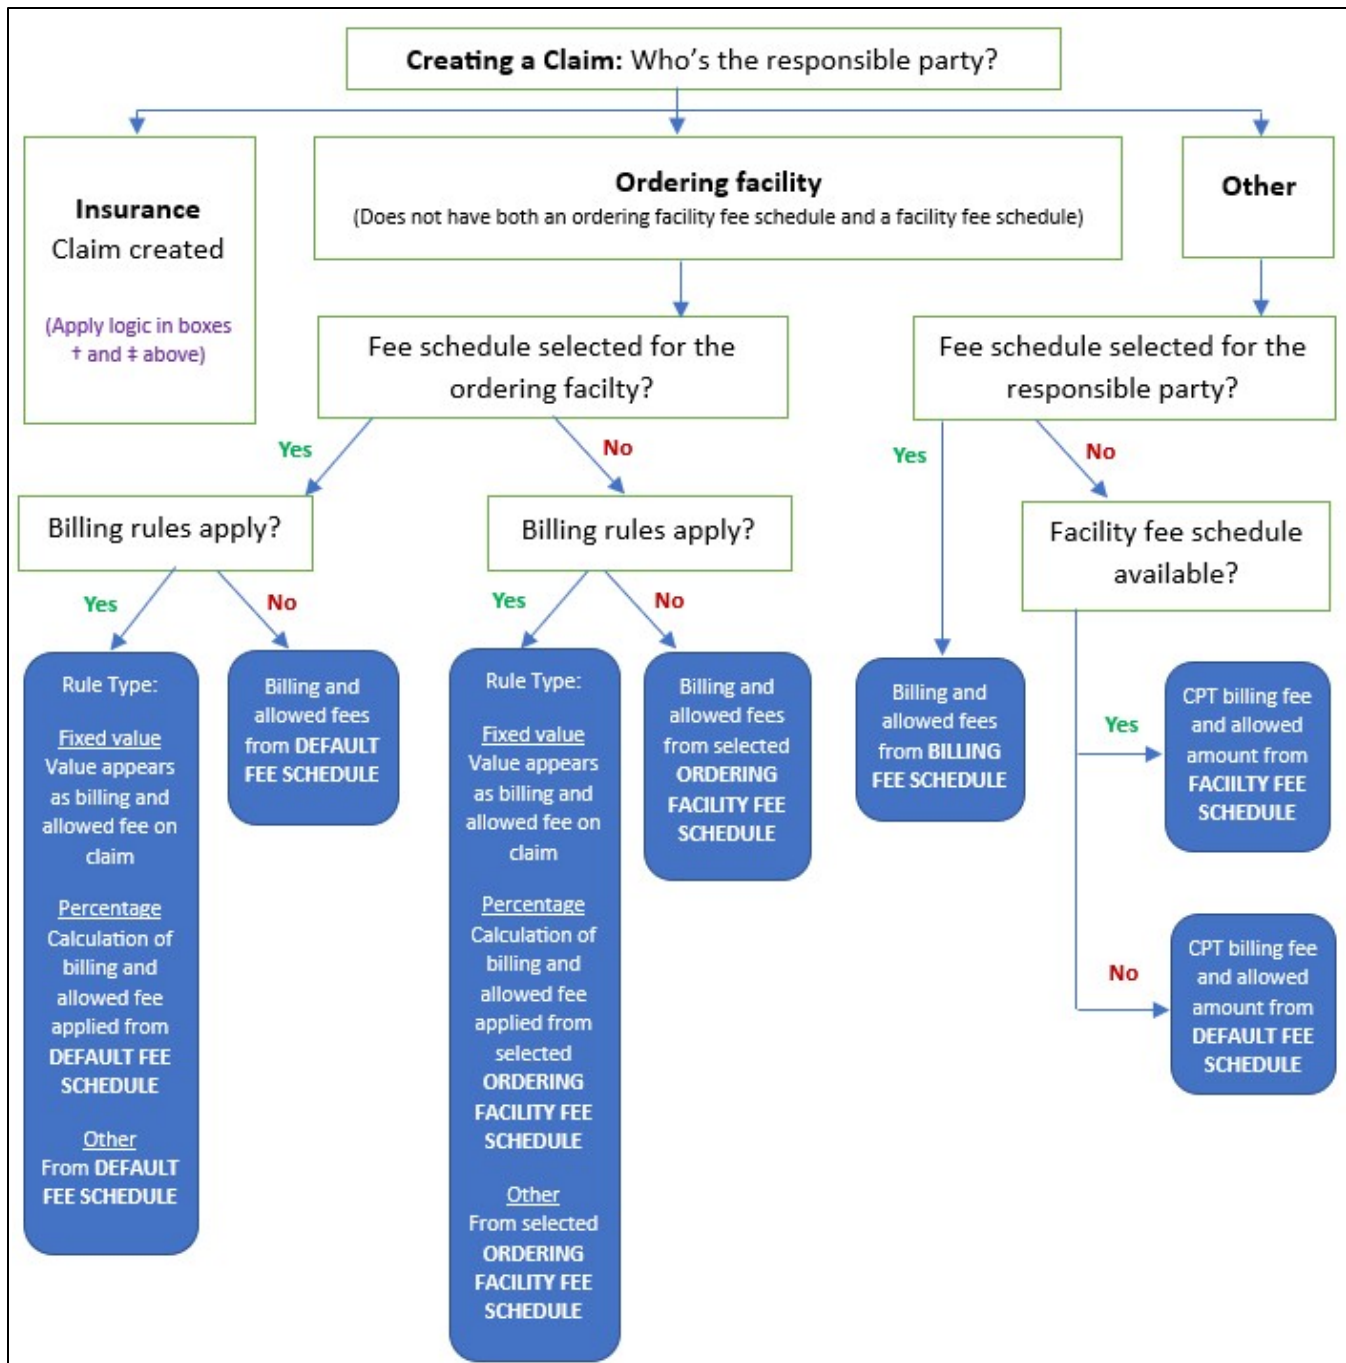 Creating a Claim: Who's the responsible party?
Insurance
Claim created
(Apply logic in boxes
† and ‡ above)
Ordering facility
(Does not have both an ordering facility fee schedule and a facility fee schedule)
Other
Fee schedule selected for the
ordering facilty?
Fee schedule selected for the
responsible party?
Yes
No
Yes
No
Billing rules apply?
Billing rules apply?
Facility fee schedule
available?
Yes
No
Yes
No
Rule Type:
Fixed value
Value appears
as billing and
allowed fee on
claim
Percentage
Calculation of
billing and
allowed fee
applied from
DEFAULT FEE
SCHEDULE
Other
From DEFAULT
FEE SCHEDULE
Billing and
allowed fees
from DEFAULT
FEE SCHEDULE
Rule Type:
Fixed value
Value appears
as billing and
allowed fee on
claim
Percentage
Calculation of
billing and
allowed fee
applied from
selected
ORDERING
FACILITY FEE
SCHEDULE
Other
From selected
ORDERING
FACILITY FEE
SCHEDULE
Billing and
allowed fees
from selected
ORDERING
FACILITY FEE
SCHEDULE
Billing and
allowed fees
from BILLING
FEE SCHEDULE
Yes
CPT billing fee
and allowed
amount from
FACIILTY FEE
SCHEDULE
No
CPT billing fee
and allowed
amount from
DEFAULT FEE
SCHEDULE